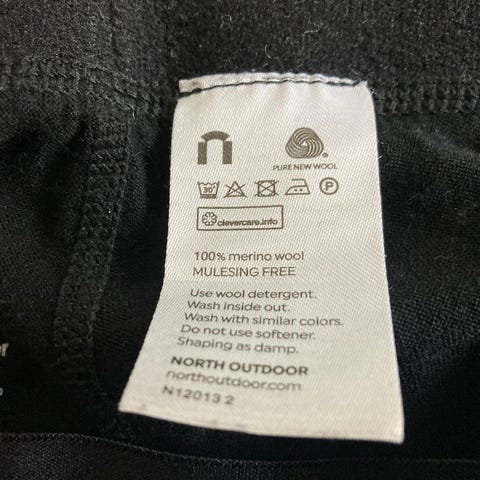 PURE NEW WOOL
30°
P
clevercare.info
100% merino wool
MULESING FREE
Use wool detergent.
Wash inside out.
Wash with similar colors.
Do not use softener.
Shaping as damp.
NORTH OUTDOOR
northoutdoor.com
N12013 2